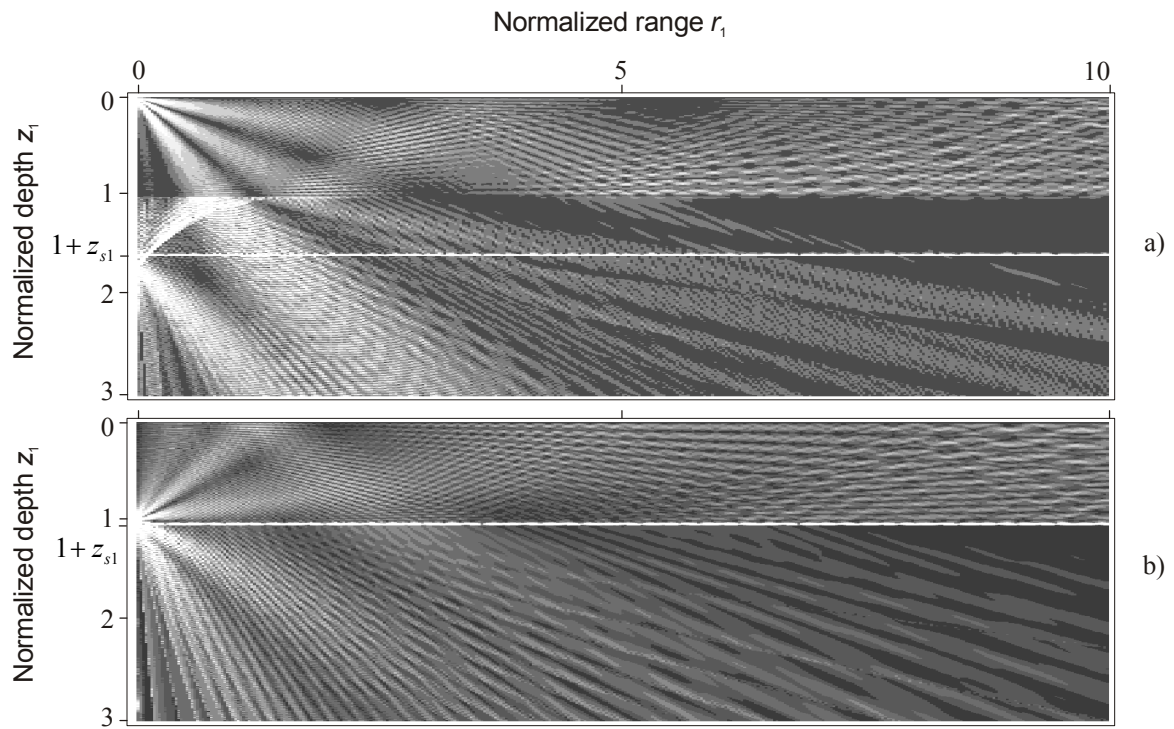 Normalized range r₁
0 5 10
Normalized depth z₁
0
1
1 + zₛ₁
2
3
a)
Normalized depth z₁
0
1
1 + zₛ₁
2
3
b)